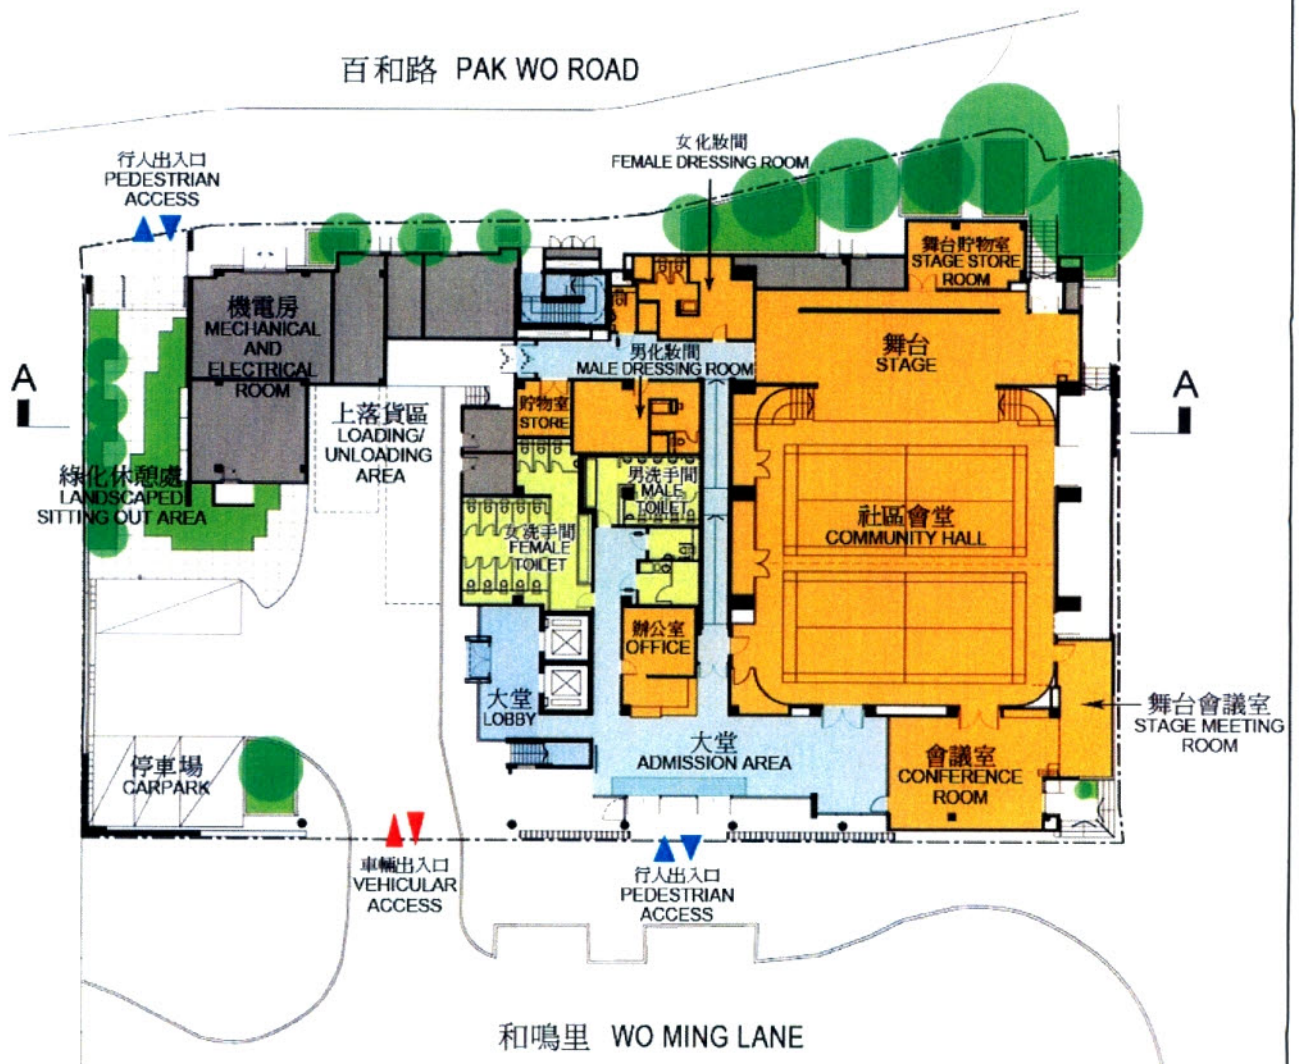 百和路 PAK WO ROAD
行人出入口
PEDESTRIAN
ACCESS
女化妝間
FEMALE DRESSING ROOM
舞台貯物室
STAGE STORE
ROOM
機電房
MECHANICAL
AND
ELECTRICAL
ROOM
男化妝間
MALE DRESSING ROOM
舞台
STAGE
A
A
貯物室
STORE
上落貨區
LOADING/
UNLOADING
AREA
綠化休憩處
LANDSCAPED
SITTING OUT AREA
男洗手間
MALE
TOILET
女洗手間
FEMALE
TOILET
社區會堂
COMMUNITY HALL
辦公室
OFFICE
大堂
LOBBY
大堂
ADMISSION AREA
會議室
CONFERENCE
ROOM
舞台會議室
STAGE MEETING
ROOM
停車場
CARPARK
車輛出入口
VEHICULAR
ACCESS
行人出入口
PEDESTRIAN
ACCESS
和鳴里 WO MING LANE